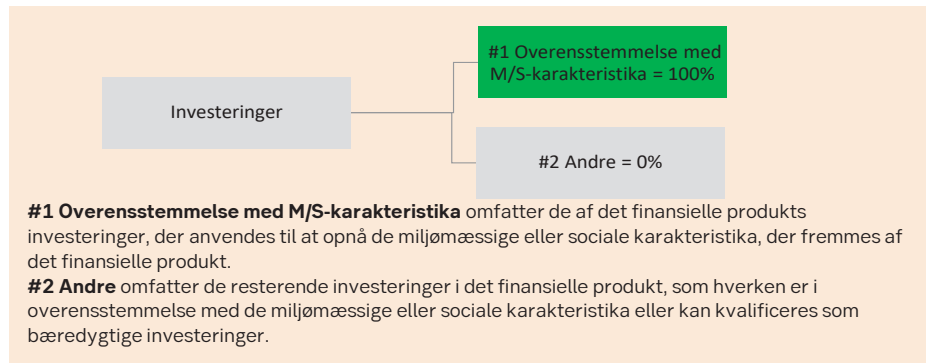 #1 Overensstemmelse med
M/S-karakteristika = 100%
Investeringer
#2 Andre = 0%
#1 Overensstemmelse med M/S-karakteristika omfatter de af det finansielle produkts
investeringer, der anvendes til at opnå de miljømæssige eller sociale karakteristika, der fremmes af
det finansielle produkt.
#2 Andre omfatter de resterende investeringer i det finansielle produkt, som hverken er i
overensstemmelse med de miljømæssige eller sociale karakteristika eller kan kvalificeres som
bæredygtige investeringer.